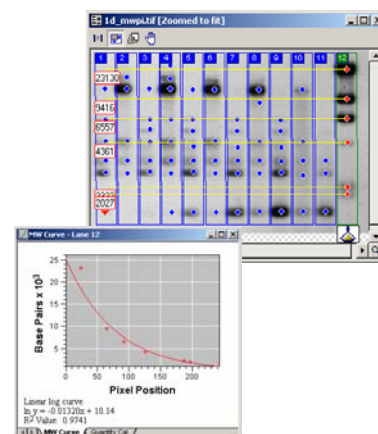 1d_mwpi.tif [Zoomed to fit]
1:1
1 2 3 4 5 6 7 8 9 10 11 12
23130
9416
6557
4361
2027
MW Curve - Lane 12
Base Pairs x 10³
25
20
15
10
5
0 50 100 150 200
Pixel Position
Linear log curve
ln y = -0.01320x + 10.14
R² Value: 0.9741
MW Curve Quantity Cal